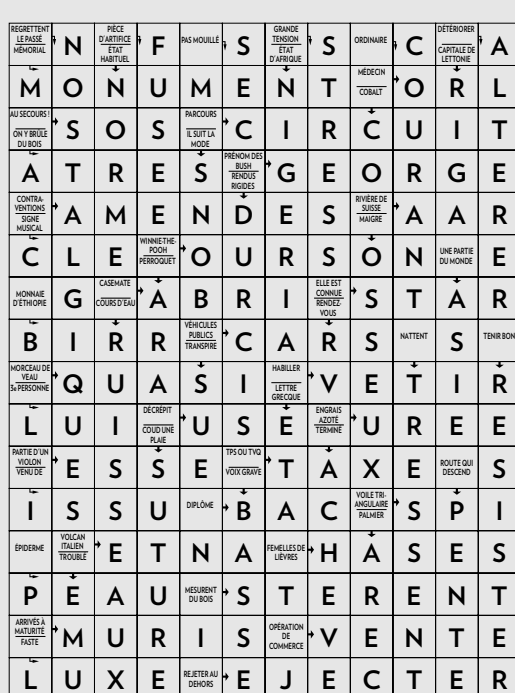 REGRETTENT LE PASSÉ MÉMORIAL N PIÈCE D'ARTIFICE ÉTAT HABITUEL F PAS MOUILLÉ S GRANDE TENSION ÉTAT D'AFRIQUE S ORDINAIRE C DÉTÉRIORER CAPITALE DE LETTONIE A
M O N U M E N T MÉDECIN COBALT O R L
AU SECOURS ! ON Y BRÛLE DU BOIS S O S PARCOURS IL SUIT LA MODE C I R C U I T
A T R E S PRÉNOM DES BUSH RENDUS RIGIDES G E O R G E
CONTRA-VENTIONS SIGNE MUSICAL A M E N D E S RIVIÈRE DE SUISSE MAIGRE A A R
C L E WINNIE-THE-POOH PERROQUET O U R S O N UNE PARTIE DU MONDE E
MONNAIE D'ÉTHIOPIE G CASEMATE COURS D'EAU A B R I ELLE EST CONNUE RENDEZ-VOUS S T A R
B I R R VÉHICULES PUBLICS TRANSPIRE C A R S NATTENT S TENIR BON
MORCEAU DE VEAU 3e PERSONNE Q U A S I HABILLER LETTRE GRECQUE V E T I R
L U I DÉCRÉPIT COUD UNE PLAIE U S E ENGRAIS AZOTÉ TERMINÉ U R E E
PARTIE D'UN VIOLON VENU DE E S S E TPS OU TVQ VOIX GRAVE T A X E ROUTE QUI DESCEND S
I S S U DIPLÔME B A C VOILE TRI-ANGULAIRE PALMIER S P I
ÉPIDERME VOLCAN ITALIEN TROUBLE E T N A FEMELLES DE LIÈVRES H A S E S
P E A U MESURENT DU BOIS S T E R E N T
ARRIVÉS À MATURITÉ FASTE M U R I S OPÉRATION DE COMMERCE V E N T E
L U X E REJETER AU DEHORS E J E C T E R